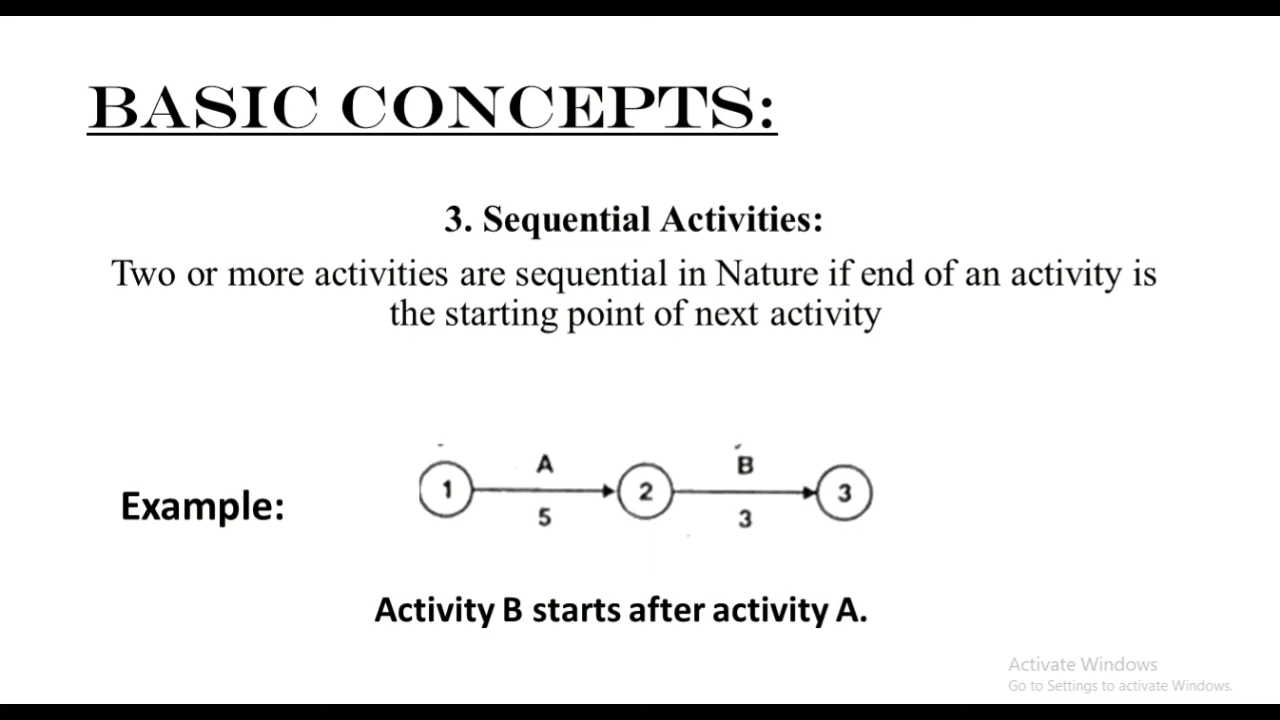 BASIC CONCEPTS:
3. Sequential Activities:
Two or more activities are sequential in Nature if end of an activity is
the starting point of next activity
A B
1 2 3
Example:
5 3
Activity B starts after activity A.
Activate Windows
Go to Settings to activate Windows.